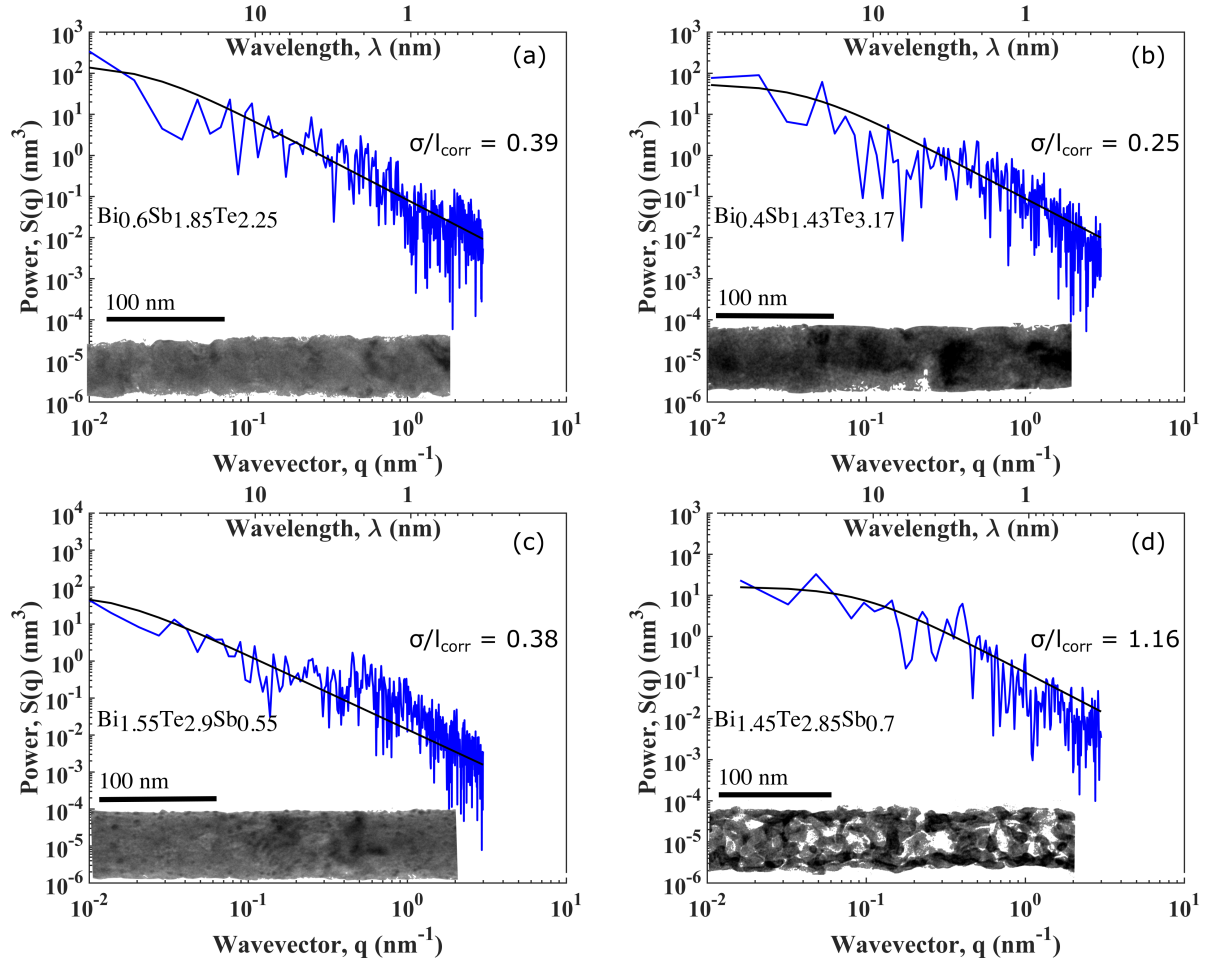 10 1
Wavelength, λ (nm)
(a)
10³
10²
10¹
10⁰
10⁻¹
10⁻²
10⁻³
10⁻⁴
10⁻⁵
10⁻⁶
Power, S(q) (nm³)
σ/l_corr = 0.39
Bi0.6Sb1.85Te2.25
100 nm
10⁻² 10⁻¹ 10⁰ 10¹
Wavevector, q (nm⁻¹)
10 1
Wavelength, λ (nm)
(b)
10³
10²
10¹
10⁰
10⁻¹
10⁻²
10⁻³
10⁻⁴
10⁻⁵
10⁻⁶
Power, S(q) (nm³)
σ/l_corr = 0.25
Bi0.4Sb1.43Te3.17
100 nm
10⁻² 10⁻¹ 10⁰ 10¹
Wavevector, q (nm⁻¹)
10 1
Wavelength, λ (nm)
(c)
10⁴
10³
10²
10¹
10⁰
10⁻¹
10⁻²
10⁻³
10⁻⁴
10⁻⁵
10⁻⁶
Power, S(q) (nm³)
σ/l_corr = 0.38
Bi1.55Te2.9Sb0.55
100 nm
10⁻² 10⁻¹ 10⁰ 10¹
Wavevector, q (nm⁻¹)
10 1
Wavelength, λ (nm)
(d)
10³
10²
10¹
10⁰
10⁻¹
10⁻²
10⁻³
10⁻⁴
10⁻⁵
10⁻⁶
Power, S(q) (nm³)
σ/l_corr = 1.16
Bi1.45Te2.85Sb0.7
100 nm
10⁻² 10⁻¹ 10⁰ 10¹
Wavevector, q (nm⁻¹)